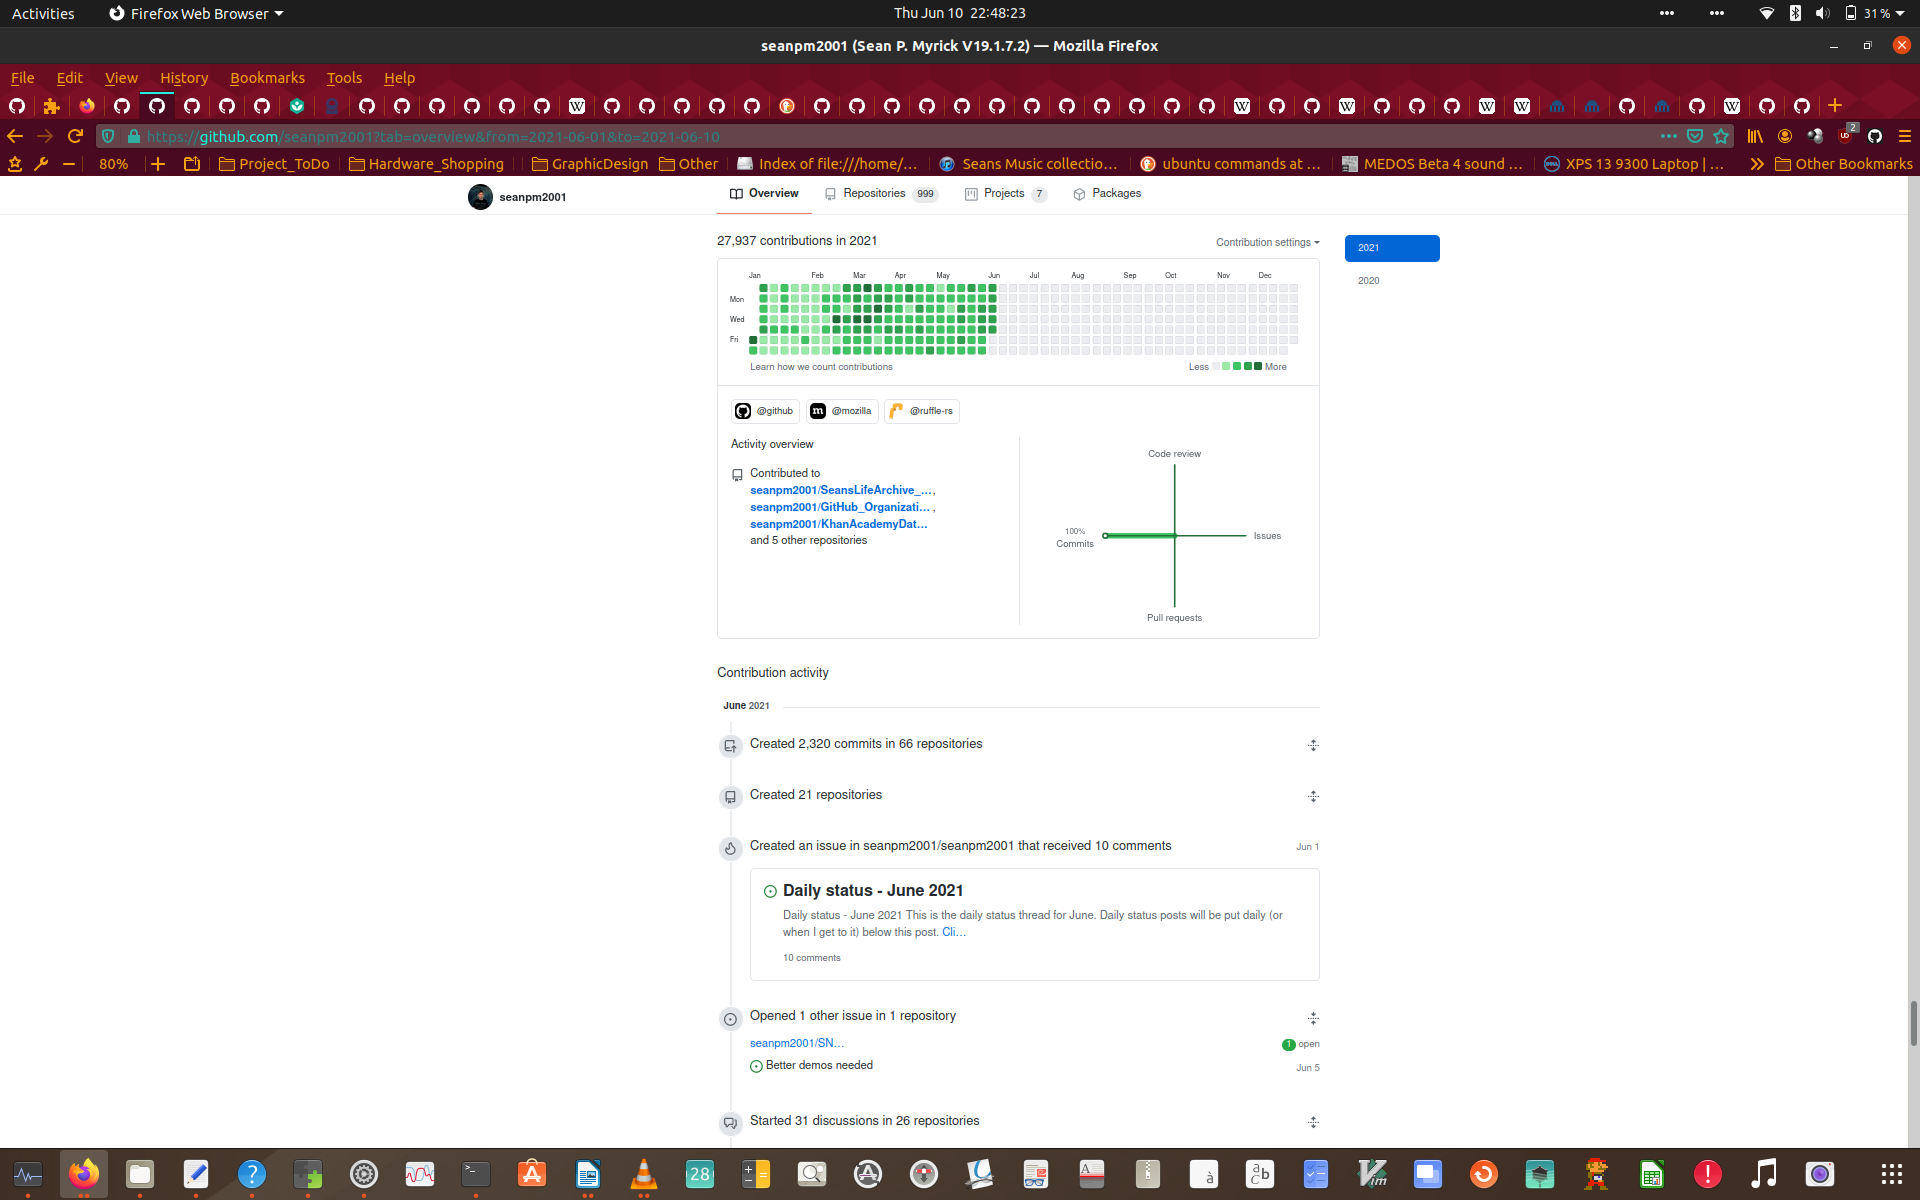 Activities Firefox Web Browser Thu Jun 10 22:48:23 31 %
seanpm2001 (Sean P. Myrick V19.1.7.2) — Mozilla Firefox
File Edit View History Bookmarks Tools Help
https://github.com/seanpm2001?tab=overview&from=2021-06-01&to=2021-06-10 2
80% Project_ToDo Hardware_Shopping GraphicDesign Other Index of file:///home/… Seans Music collectio… ubuntu commands at … MEDOS Beta 4 sound … XPS 13 9300 Laptop | … Other Bookmarks
seanpm2001 Overview Repositories 999 Projects 7 Packages
27,937 contributions in 2021 Contribution settings 2021
2020
Jan Feb Mar Apr May Jun Jul Aug Sep Oct Nov Dec
Mon
Wed
Fri
Learn how we count contributions Less More
@github @mozilla @ruffle-rs
Activity overview
Contributed to
seanpm2001/SeansLifeArchive_…,
seanpm2001/GitHub_Organizati… ,
seanpm2001/KhanAcademyDat…
and 5 other repositories
Code review
100%
Commits
Issues
Pull requests
Contribution activity
June 2021
Created 2,320 commits in 66 repositories
Created 21 repositories
Created an issue in seanpm2001/seanpm2001 that received 10 comments Jun 1
Daily status - June 2021
Daily status - June 2021 This is the daily status thread for June. Daily status posts will be put daily (or
when I get to it) below this post. Cli…
10 comments
Opened 1 other issue in 1 repository
seanpm2001/SN… 1 open
Better demos needed Jun 5
Started 31 discussions in 26 repositories
28